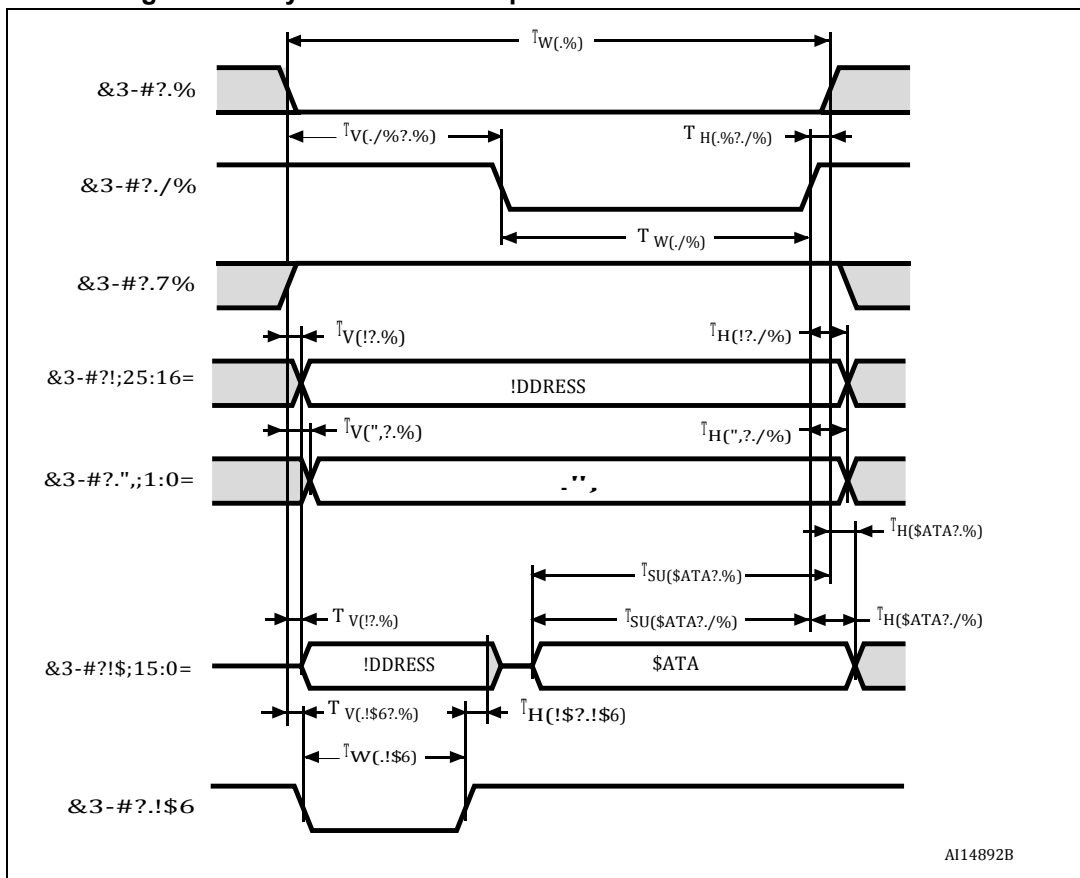 TW(.%)
&3-#?.%
TV(./%?.%)
T H(.%?./%)
&3-#?./%
T W(./%)
&3-#?.7%
TV(!?.%)
TH(!?./%)
&3-#?!;25:16=
!DDRESS
TV(",?.%)
TH(",?./%)
&3-#?.",;1:0=
.",
TH($ATA?.%)
TSU($ATA?.%)
T V(!?.%)
TSU($ATA?./%)
TH($ATA?./%)
&3-#?!$;15:0=
!DDRESS
$ATA
T V(.!$6?.%)
TH(!$?.!$6)
TW(.!$6)
&3-#?.!$6
AI14892B